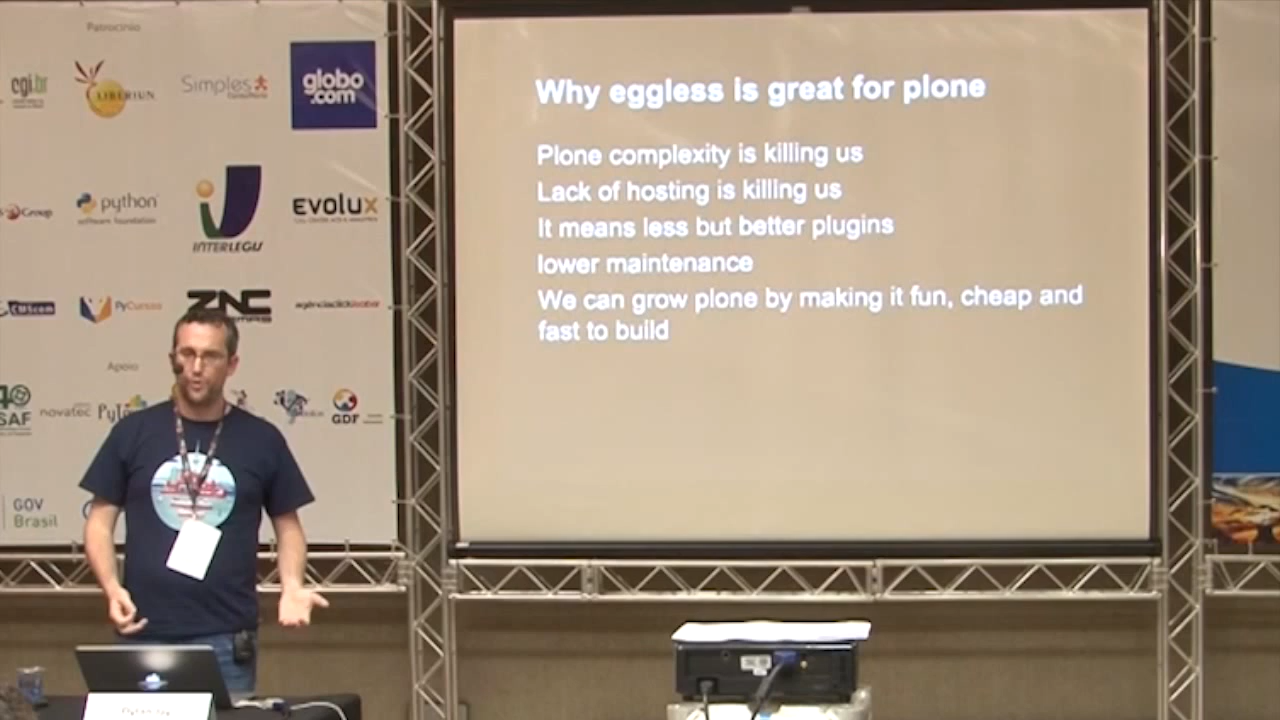 Patrocínio
cgi.br
LIBERIUN
Simples
globo
.com
Group
python
software foundation
INTERLEGIS
EVOLUX
PyCursos
ZNC
Apoio
novatec
GDF
GOV
Brasil
Why eggless is great for plone
Plone complexity is killing us
Lack of hosting is killing us
It means less but better plugins
lower maintenance
We can grow plone by making it fun, cheap and
fast to build